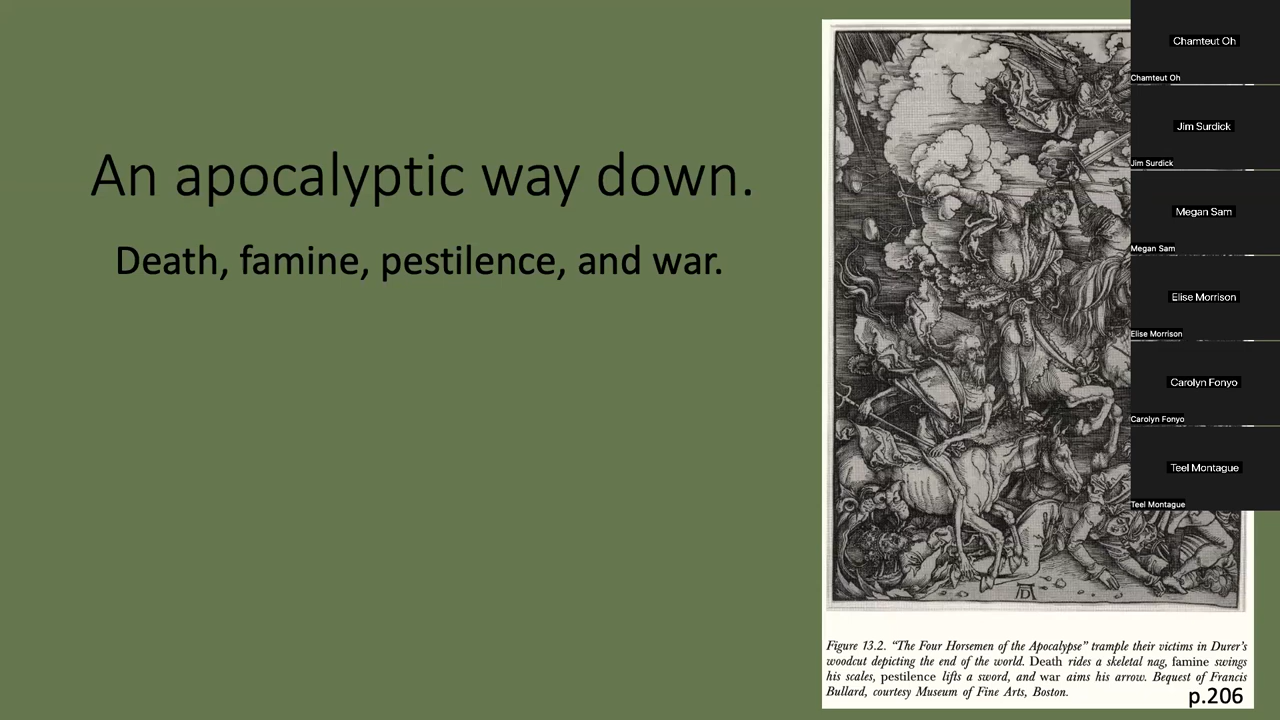 An apocalyptic way down.
Death, famine, pestilence, and war.
Chamteut Oh
Chamteut Oh
Jim Surdick
Jim Surdick
Megan Sam
Megan Sam
Elise Morrison
Elise Morrison
Carolyn Fonyo
Carolyn Fonyo
Teel Montague
Teel Montague
AD
Figure 13.2. “The Four Horsemen of the Apocalypse” trample their victims in Durer’s
woodcut depicting the end of the world. Death rides a skeletal nag, famine swings
his scales, pestilence lifts a sword, and war aims his arrow. Bequest of Francis
Bullard, courtesy Museum of Fine Arts, Boston.
p.206